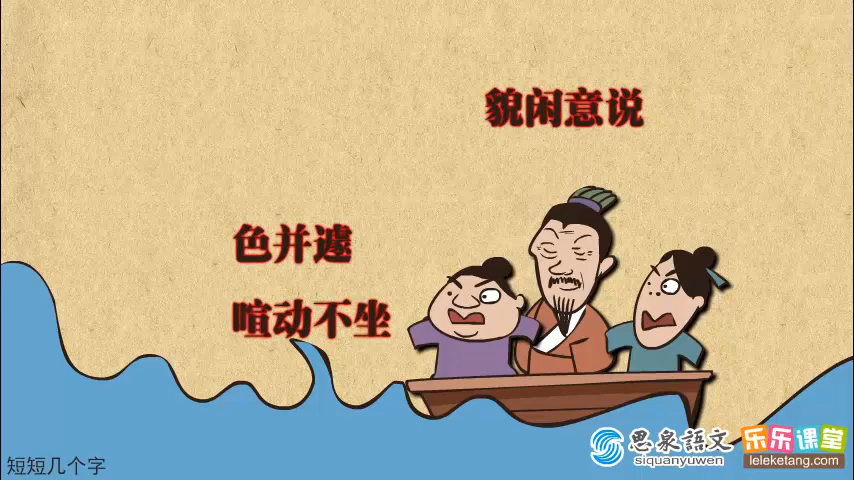 貌闲意说
色并遽
喧动不坐
短短几个字
思泉語文
siquanyuwen
乐乐课堂
leleketang.com